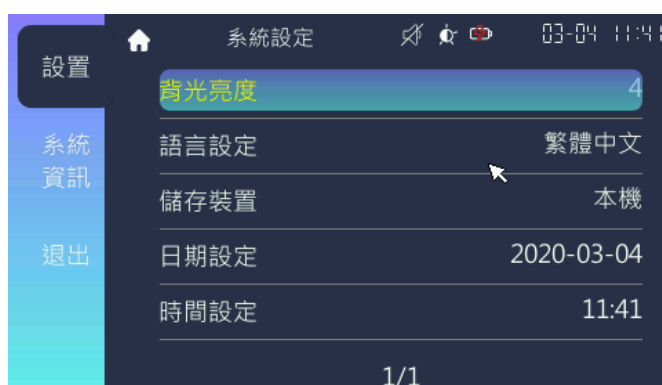 系統設定 03-04 11:41
設置
背光亮度 4
系統
資訊
語言設定 繁體中文
儲存裝置 本機
退出
日期設定 2020-03-04
時間設定 11:41
1/1